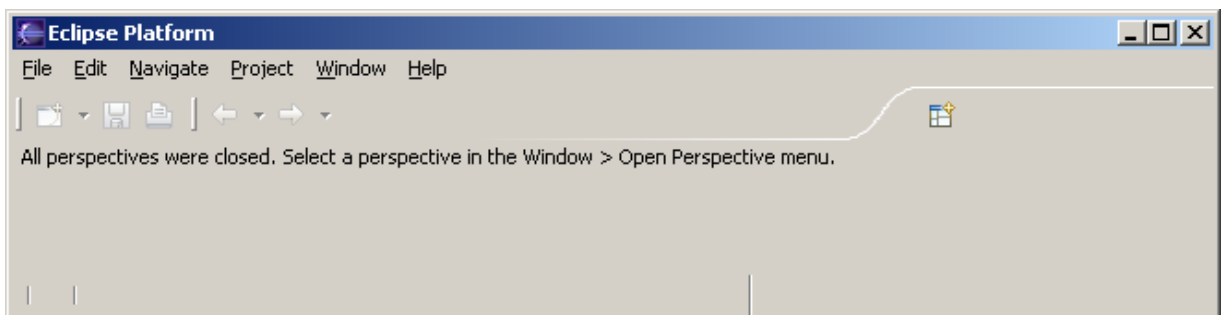 Eclipse Platform
File Edit Navigate Project Window Help
All perspectives were closed. Select a perspective in the Window > Open Perspective menu.